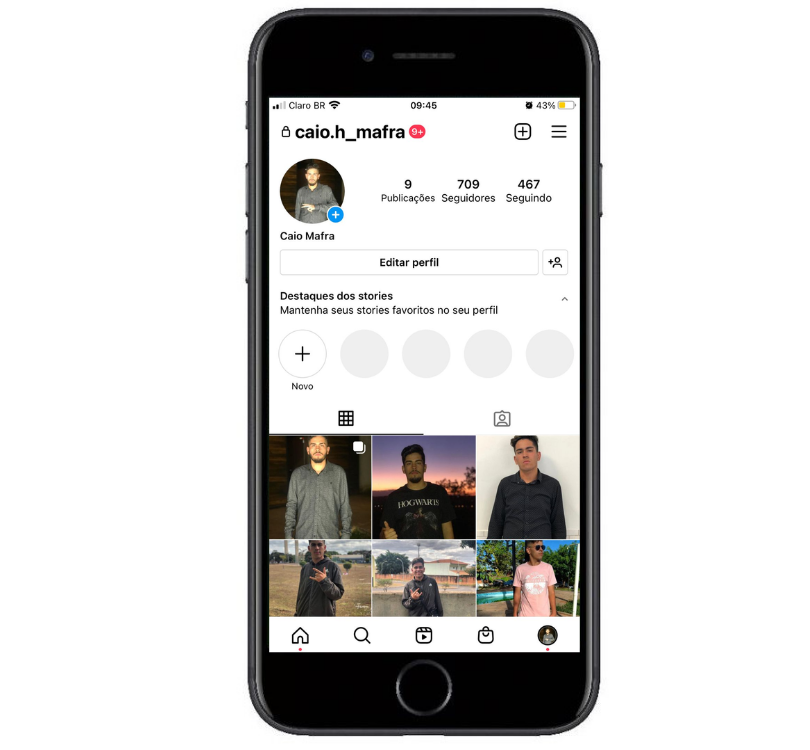 Claro BR 09:45 43%
caio.h_mafra 9+
9 709 467
Publicações Seguidores Seguindo
Caio Mafra
Editar perfil
Destaques dos stories
Mantenha seus stories favoritos no seu perfil
Novo
HOGWARTS